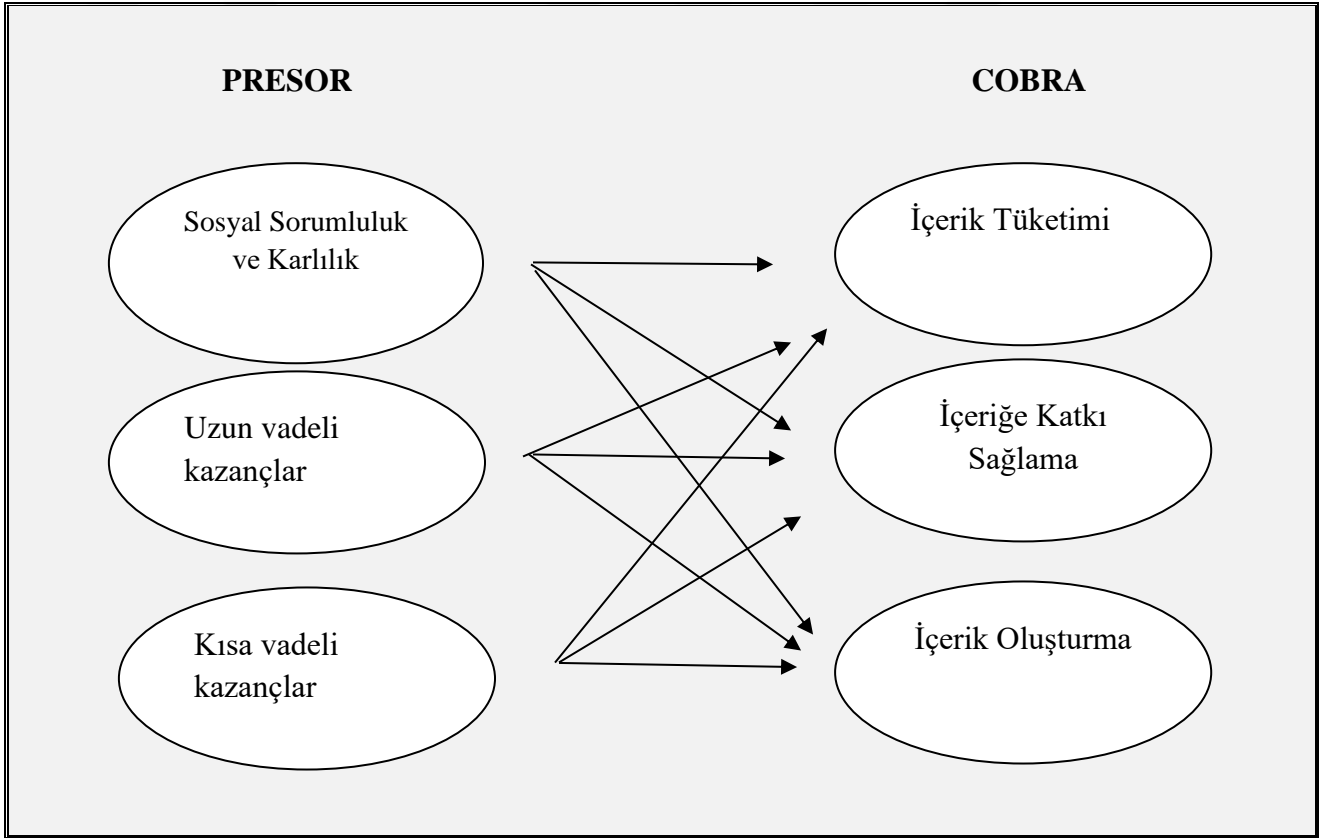 PRESOR
COBRA
Sosyal Sorumluluk
ve Karlılık
İçerik Tüketimi
Uzun vadeli
kazançlar
İçeriğe Katkı
Sağlama
Kısa vadeli
kazançlar
İçerik Oluşturma